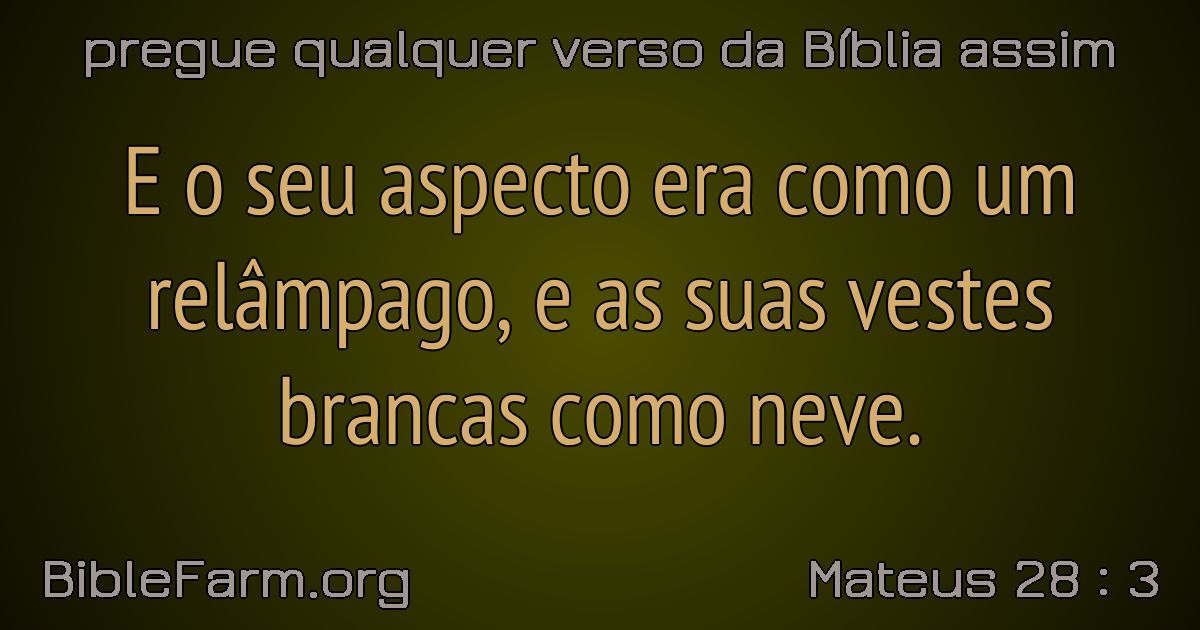 pregue qualquer verso da Bíblia assim
E o seu aspecto era como um
relâmpago, e as suas vestes
brancas como neve.
BibleFarm.org
Mateus 28 : 3